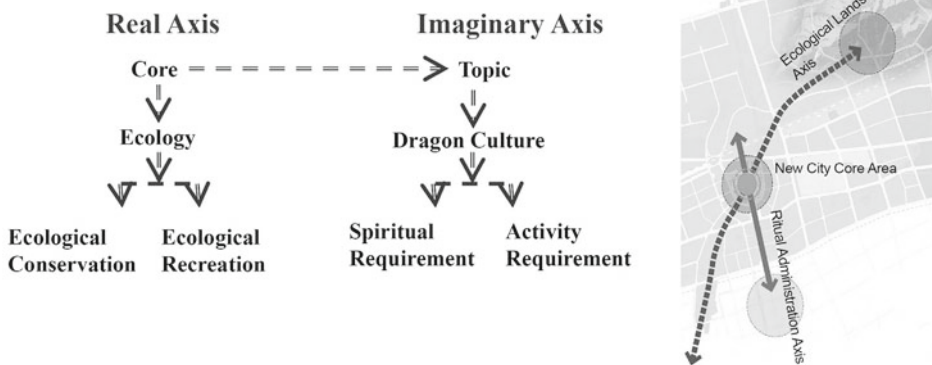 Real Axis
Imaginary Axis
Core
Topic
Ecology
Dragon Culture
Ecological
Conservation
Ecological
Recreation
Spiritual
Requirement
Activity
Requirement
Ecological
Axis
New City Core Area
Ritual Administration Axis